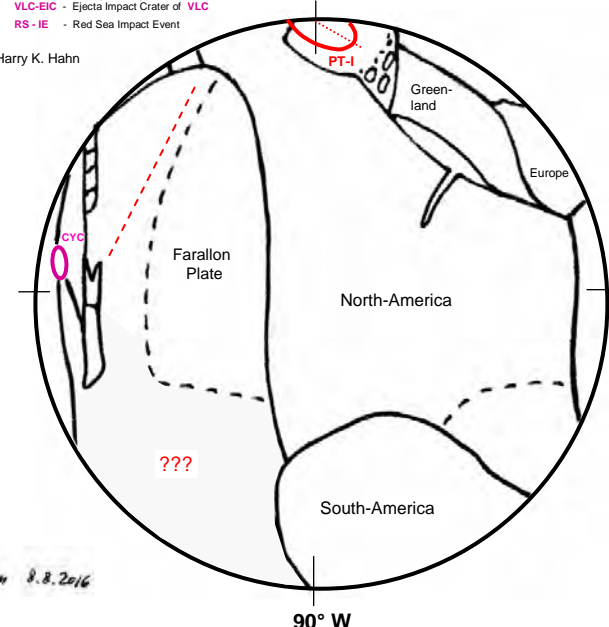 VLC-EIC - Ejecta Impact Crater of VLC
RS - IE - Red Sea Impact Event
Harry K. Hahn
PT-I
Green-
land
Europe
CYC
Farallon
Plate
North-America
???
South-America
8.8.2016
90° W